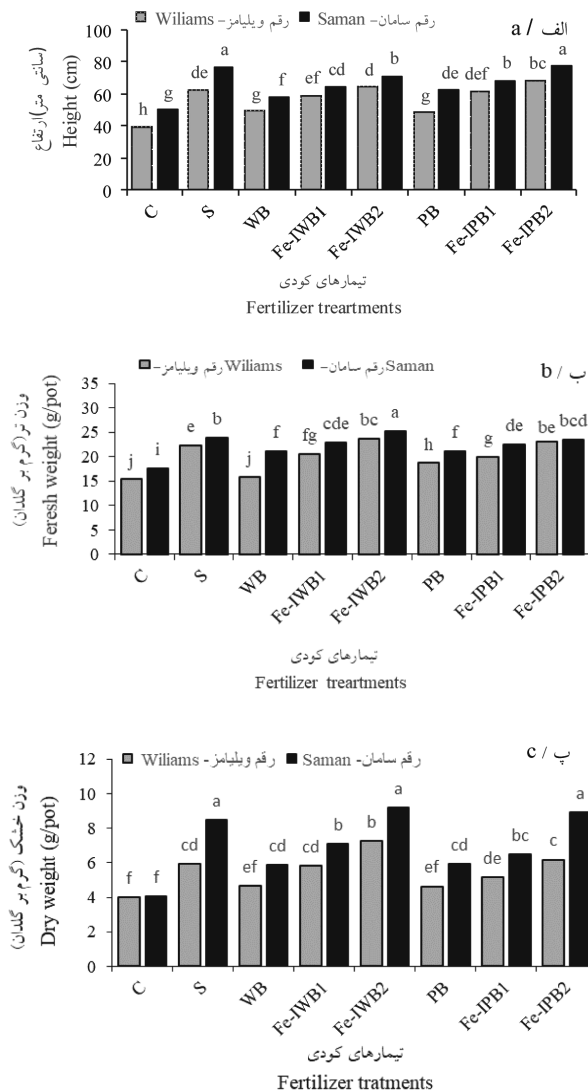 Wiliams -رقم ویلیامز Saman -رقم سامان
الف / a
ارتفاع (سانتی متر)
Height (cm)
100
80
60
40
20
0
h g de a g f ef cd d b g de def b bc a
C S WB Fe-IWB1 Fe-IWB2 PB Fe-IPB1 Fe-IPB2
تیمارهای کودی
Fertilizer treartments
رقم ویلیامز- Wiliams رقم سامان- Saman
ب / b
وزن تر (گرم بر گلدان)
Feresh weight (g/pot)
35
30
25
20
15
10
5
0
j i e b j f fg cde bc a h f g de be bcd
C S WB Fe-IWB1 Fe-IWB2 PB Fe-IPB1 Fe-IPB2
تیمارهای کودی
Fertilizer treartments
Wiliams -رقم ویلیامز Saman -رقم سامان
پ / c
وزن خشک (گرم بر گلدان)
Dry weight (g/pot)
12
10
8
6
4
2
0
f f cd a ef cd cd b b a ef cd de bc c a
C S WB Fe-IWB1 Fe-IWB2 PB Fe-IPB1 Fe-IPB2
تیمارهای کودی
Fertilizer tratments